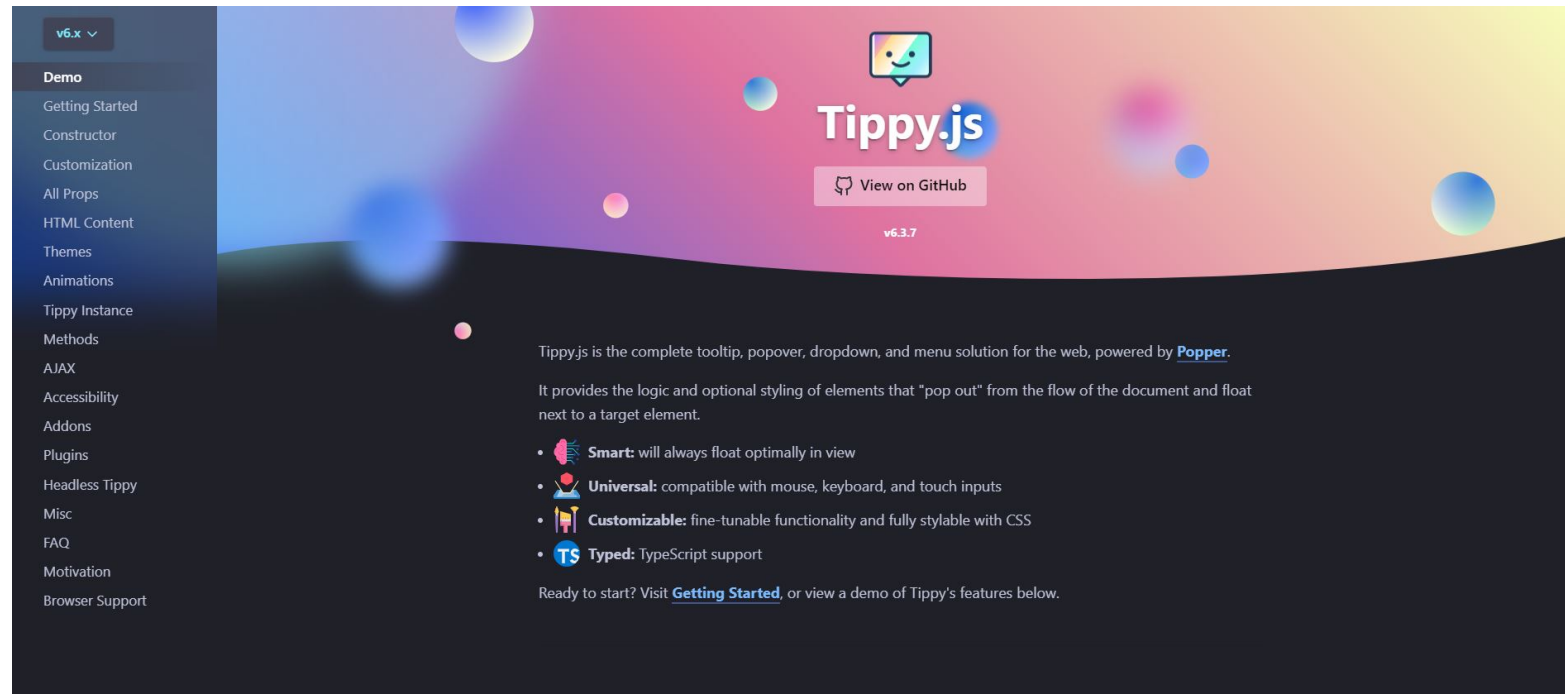 v6.x
Demo
Getting Started
Constructor
Customization
All Props
HTML Content
Themes
Animations
Tippy Instance
Methods
AJAX
Accessibility
Addons
Plugins
Headless Tippy
Misc
FAQ
Motivation
Browser Support
Tippy.js
View on GitHub
v6.3.7
Tippy.js is the complete tooltip, popover, dropdown, and menu solution for the web, powered by Popper.
It provides the logic and optional styling of elements that "pop out" from the flow of the document and float
next to a target element.
• Smart: will always float optimally in view
• Universal: compatible with mouse, keyboard, and touch inputs
• Customizable: fine-tunable functionality and fully stylable with CSS
• TS Typed: TypeScript support
Ready to start? Visit Getting Started, or view a demo of Tippy's features below.